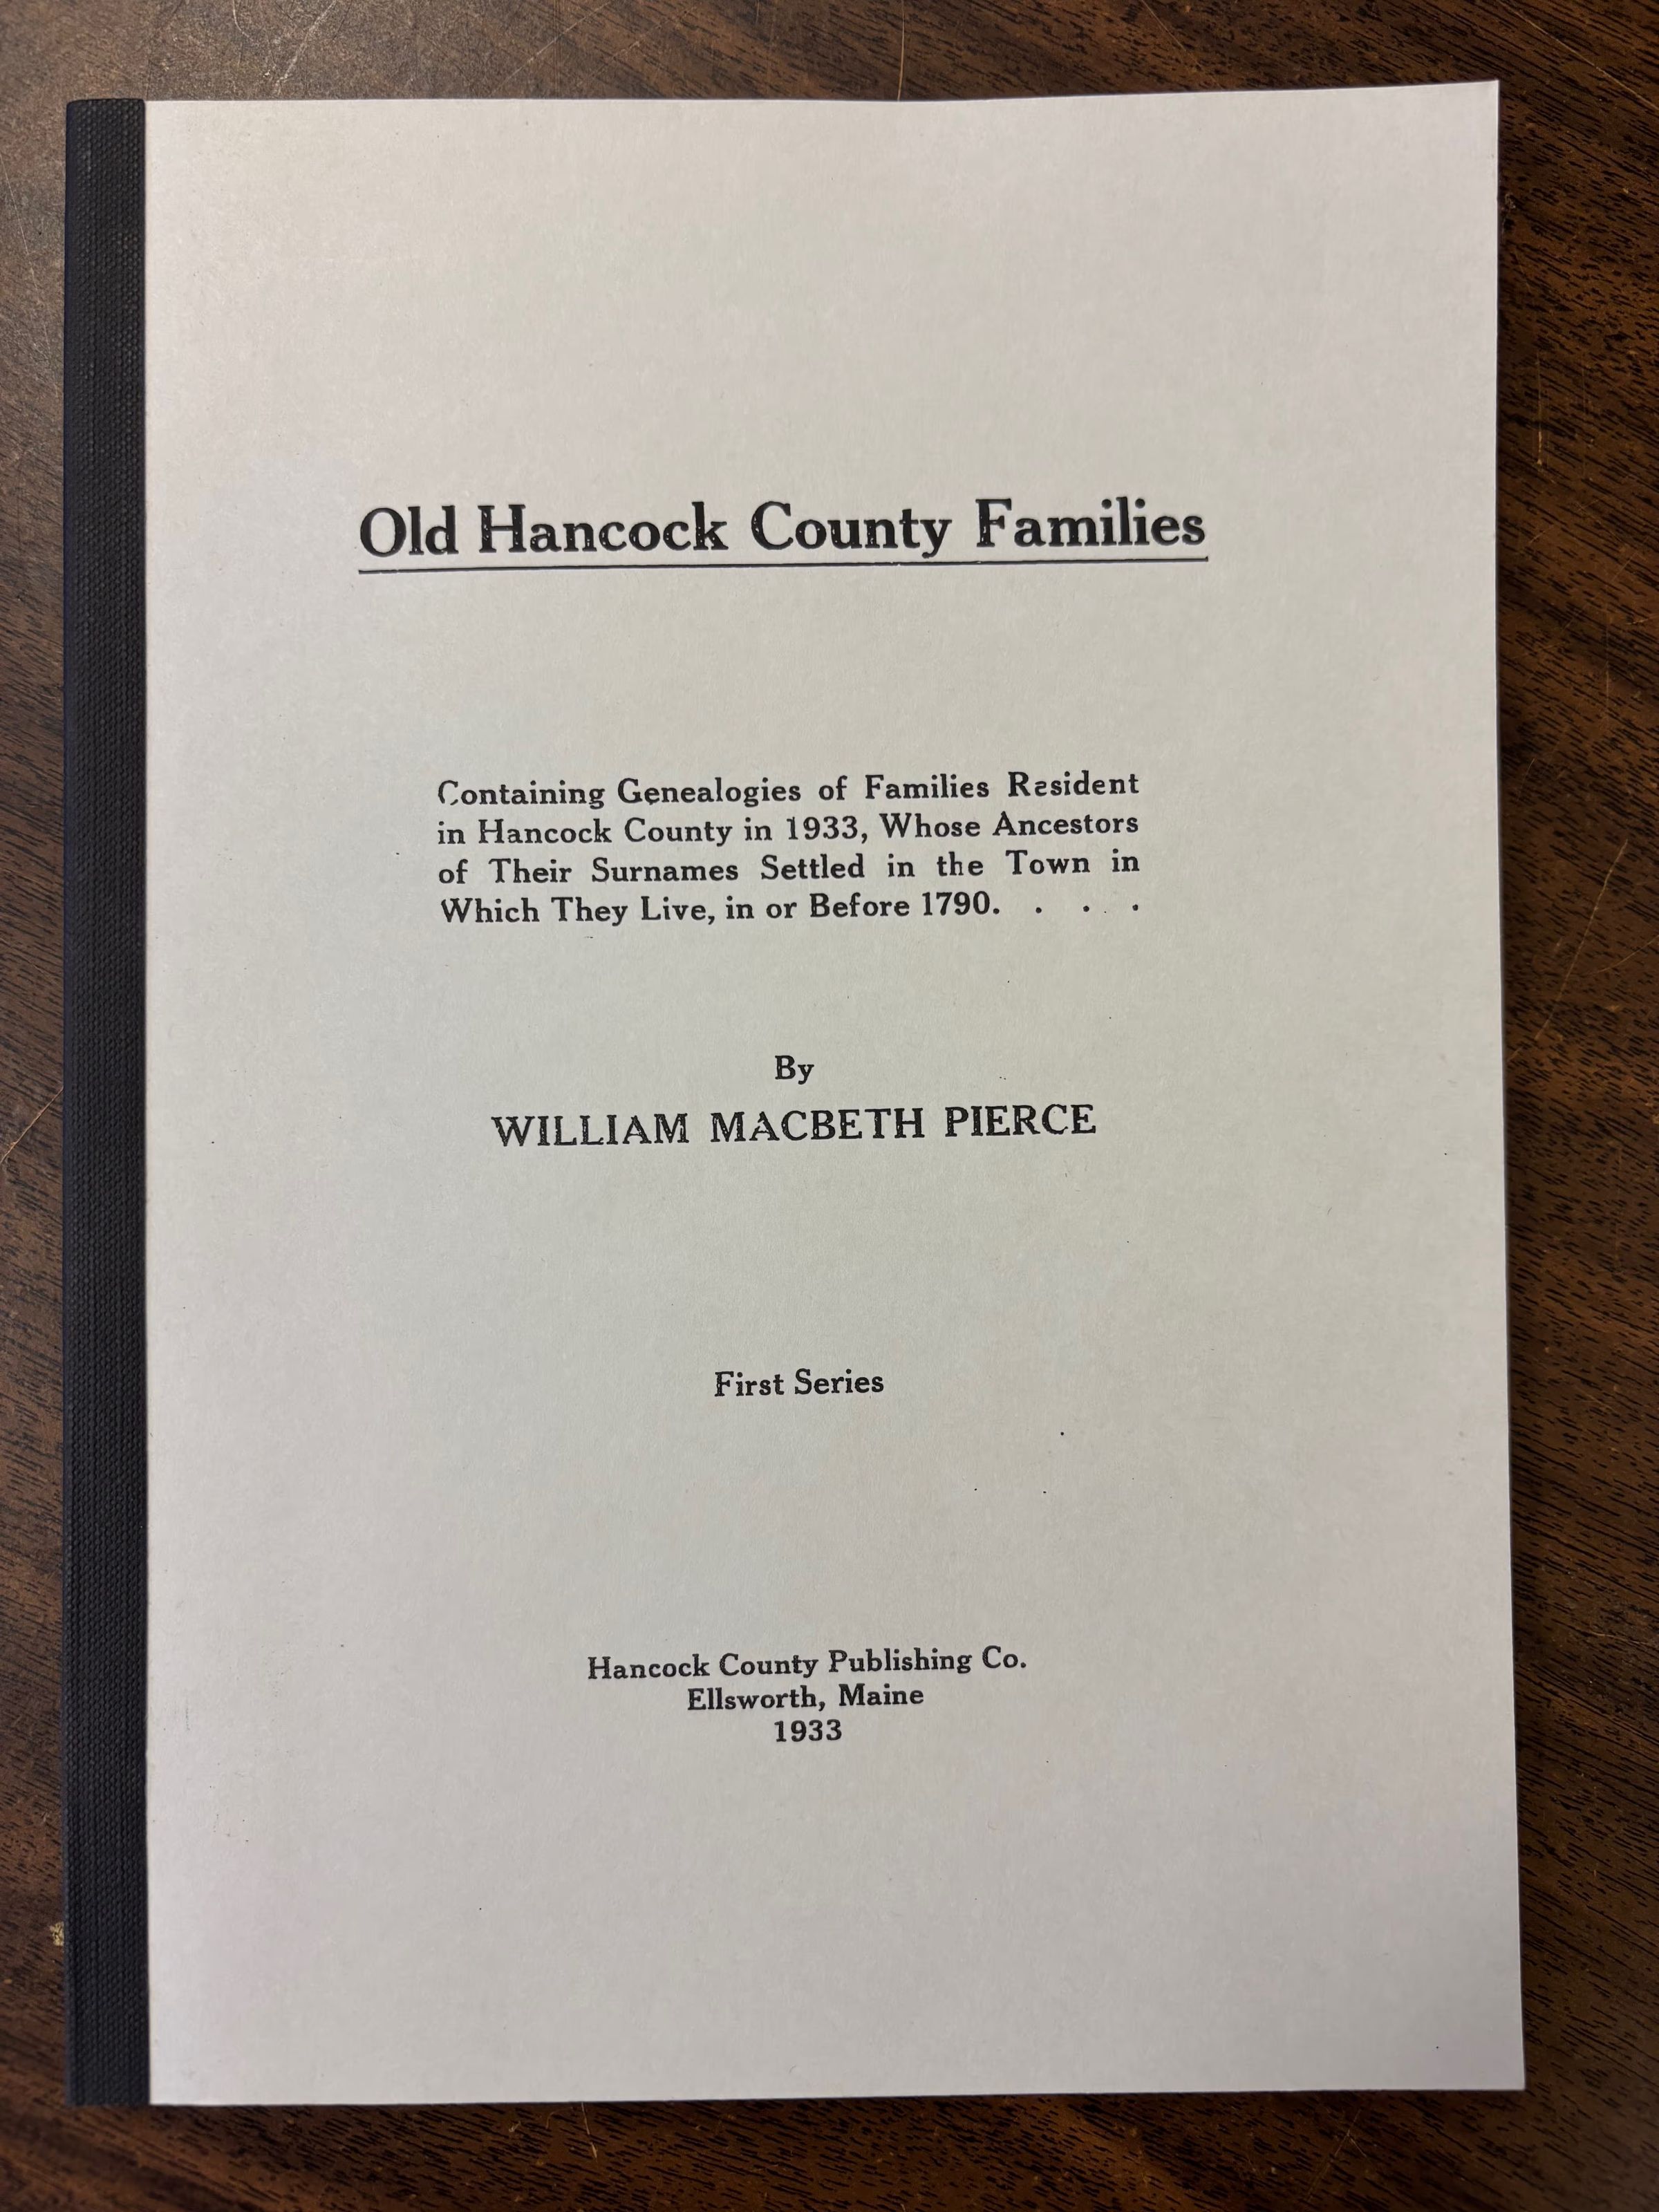 Old Hancock County Families
Containing Genealogies of Families Resident
in Hancock County in 1933, Whose Ancestors
of Their Surnames Settled in the Town in
Which They Live, in or Before 1790. . . .
By
WILLIAM MACBETH PIERCE
First Series
Hancock County Publishing Co.
Ellsworth, Maine
1933